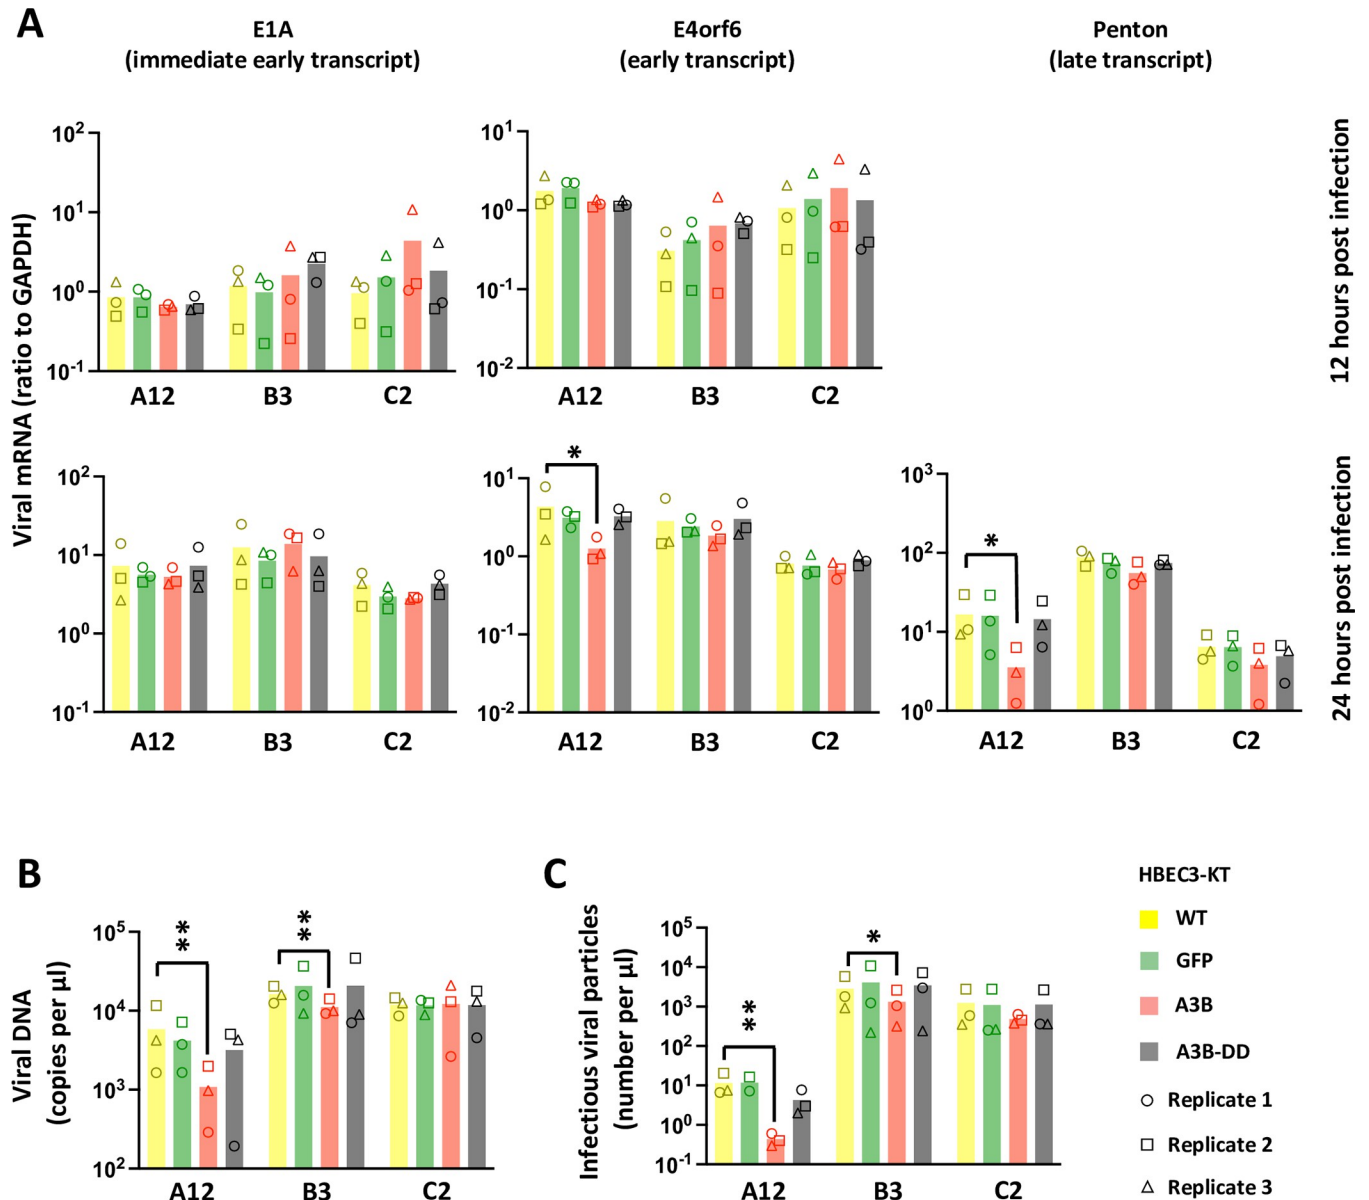 A
E1A
(immediate early transcript)
E4orf6
(early transcript)
Penton
(late transcript)
Viral mRNA (ratio to GAPDH)
10²
10¹
10⁰
10⁻¹
A12 B3 C2
10¹
10⁰
10⁻¹
10⁻²
A12 B3 C2
12 hours post infection
10²
10¹
10⁰
10⁻¹
A12 B3 C2
*
10¹
10⁰
10⁻¹
10⁻²
A12 B3 C2
*
10³
10²
10¹
10⁰
A12 B3 C2
24 hours post infection
B
Viral DNA
(copies per µl)
**
**
10⁵
10⁴
10³
10²
A12 B3 C2
C
Infectious viral particles
(number per µl)
**
*
10⁵
10⁴
10³
10²
10¹
10⁰
10⁻¹
A12 B3 C2
HBEC3-KT
WT
GFP
A3B
A3B-DD
Replicate 1
Replicate 2
Replicate 3